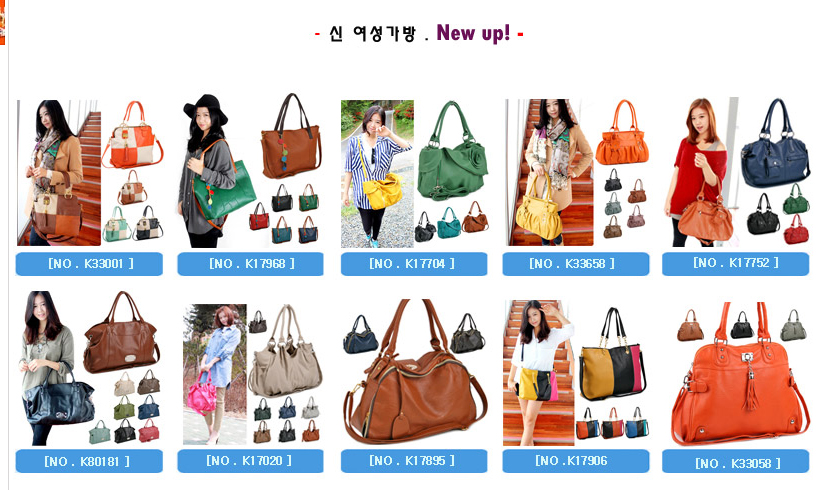 - 신 여성가방 . New up! -
[NO . K33001 ]
[NO . K17968 ]
[NO . K17704 ]
[NO . K33658 ]
[NO . K17752 ]
[NO . K80181 ]
[NO . K17020 ]
[NO . K17895 ]
[NO .K17906
[NO . K33058 ]